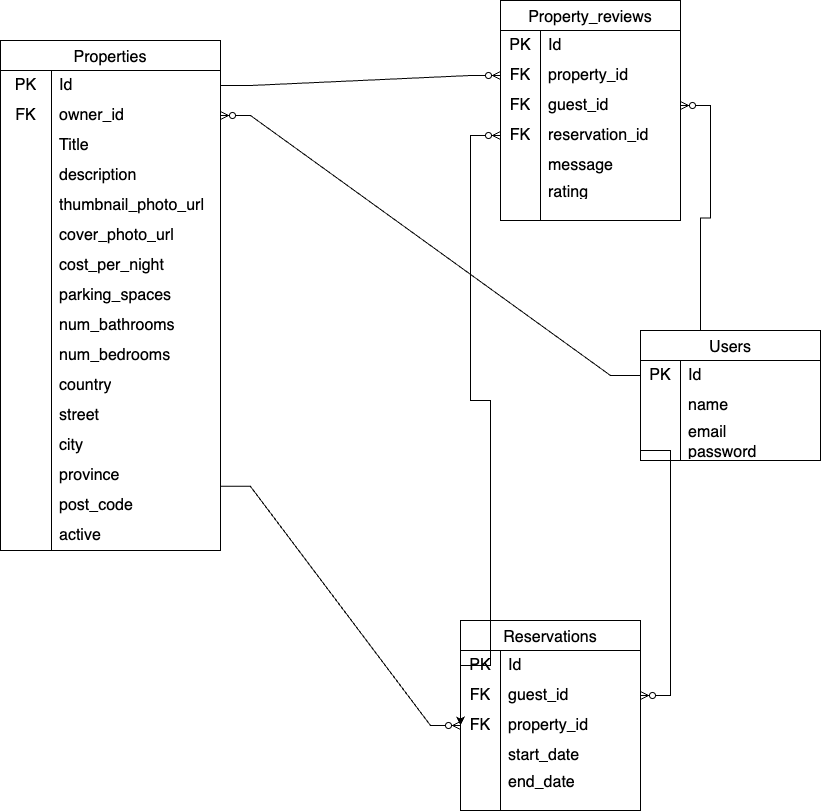 Properties
PK Id
FK owner_id
Title
description
thumbnail_photo_url
cover_photo_url
cost_per_night
parking_spaces
num_bathrooms
num_bedrooms
country
street
city
province
post_code
active
Property_reviews
PK Id
FK property_id
FK guest_id
FK reservation_id
message
rating
Users
PK Id
name
email
password
Reservations
PK Id
FK guest_id
FK property_id
start_date
end_date